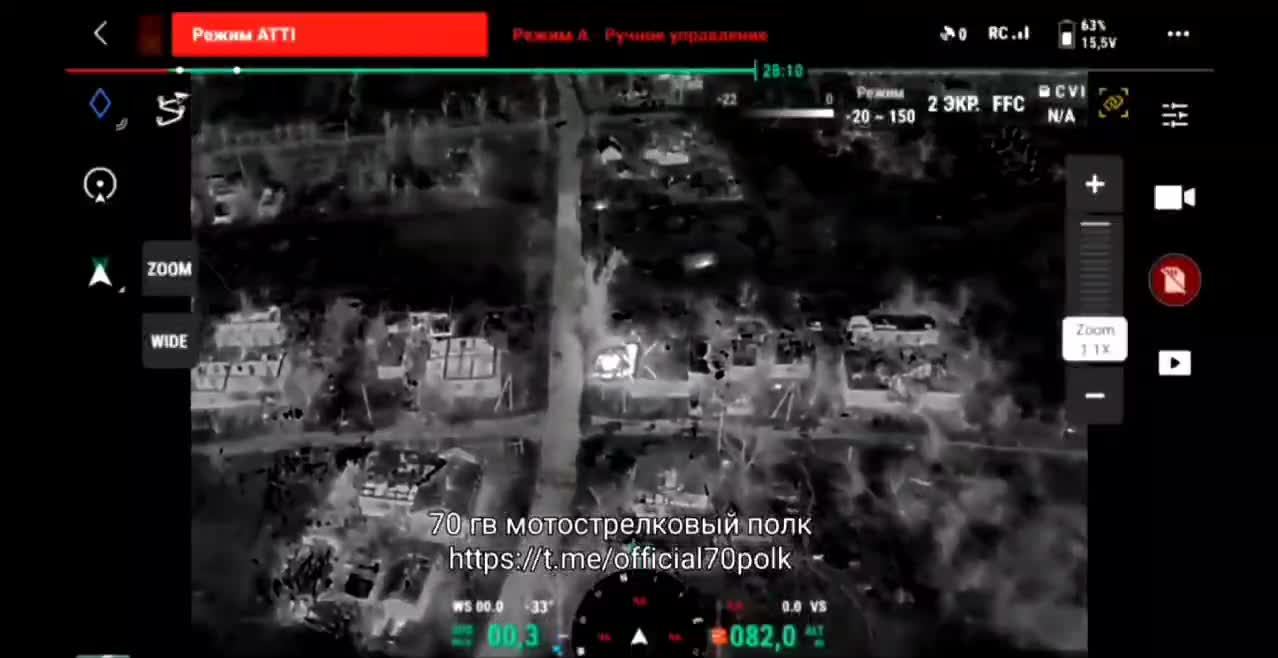 Режим ATTI
Режим А - Ручное управление
0
RC
63%
15,5V
28:10
-22
0
Режим
-20 ~ 150
2 ЭКР.
FFC
CVI
N/A
ZOOM
WIDE
Zoom
1.1X
70 гв мотострелковый полк
https://t.me/official70polk
WS 00.0
-33°
0.0 VS
00,3
082,0
ALT